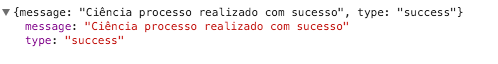 ▼ {message: "Ciência processo realizado com sucesso", type: "success"}
message: "Ciência processo realizado com sucesso"
type: "success"